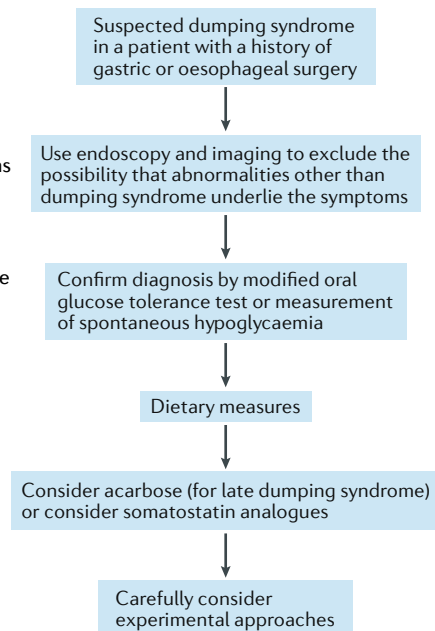 Suspected dumping syndrome
in a patient with a history of
gastric or oesophageal surgery
Use endoscopy and imaging to exclude the
possibility that abnormalities other than
dumping syndrome underlie the symptoms
Confirm diagnosis by modified oral
glucose tolerance test or measurement
of spontaneous hypoglycaemia
Dietary measures
Consider acarbose (for late dumping syndrome)
or consider somatostatin analogues
Carefully consider
experimental approaches